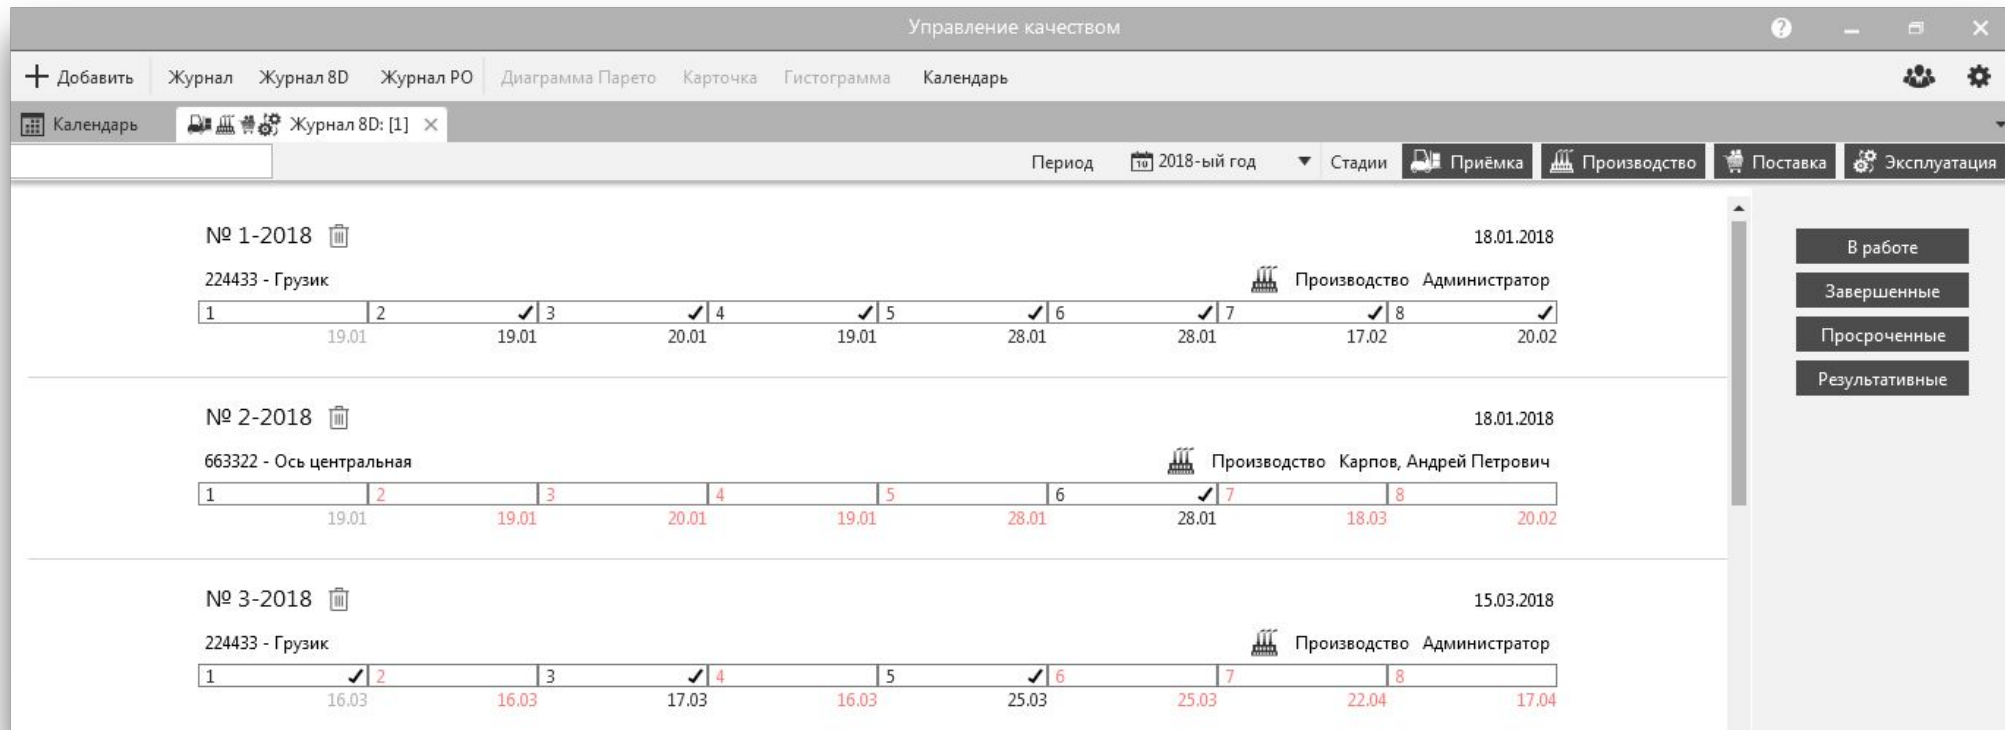 Управление качеством
Добавить Журнал Журнал 8D Журнал РО Диаграмма Парето Карточка Гистограмма Календарь
Календарь Журнал 8D: [1]
Период 10 2018-ый год Стадии Приёмка Производство Поставка Эксплуатация
№ 1-2018 18.01.2018
224433 - Грузик Производство Администратор
1 2 3 4 5 6 7 8
19.01 19.01 20.01 19.01 28.01 28.01 17.02 20.02
№ 2-2018 18.01.2018
663322 - Ось центральная Производство Карпов, Андрей Петрович
1 2 3 4 5 6 7 8
19.01 19.01 20.01 19.01 28.01 28.01 18.03 20.02
№ 3-2018 15.03.2018
224433 - Грузик Производство Администратор
1 2 3 4 5 6 7 8
16.03 16.03 17.03 16.03 25.03 25.03 22.04 17.04
В работе
Завершенные
Просроченные
Результативные